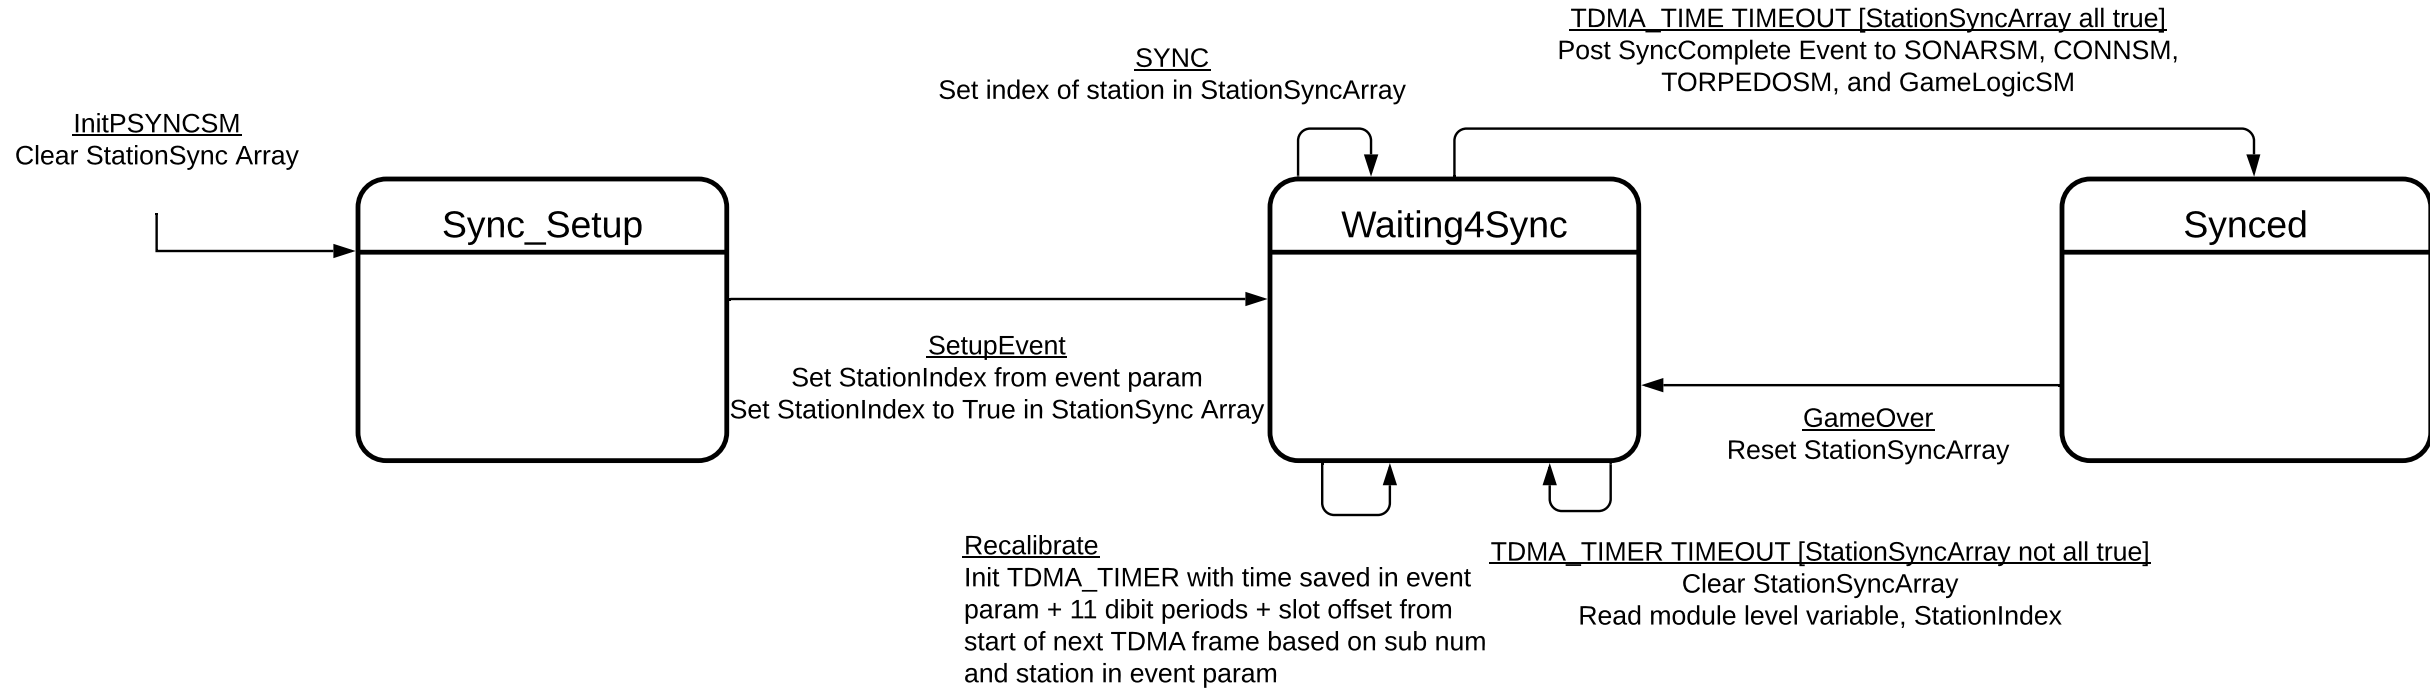 TDMA_TIME TIMEOUT [StationSyncArray all true]
Post SyncComplete Event to SONARSM, CONNSM,
TORPEDOSM, and GameLogicSM
SYNC
Set index of station in StationSyncArray
InitPSYNCSM
Clear StationSync Array
Sync_Setup
Waiting4Sync
Synced
SetupEvent
Set StationIndex from event param
Set StationIndex to True in StationSync Array
GameOver
Reset StationSyncArray
Recalibrate
Init TDMA_TIMER with time saved in event
param + 11 dibit periods + slot offset from
start of next TDMA frame based on sub num
and station in event param
TDMA_TIMER TIMEOUT [StationSyncArray not all true]
Clear StationSyncArray
Read module level variable, StationIndex